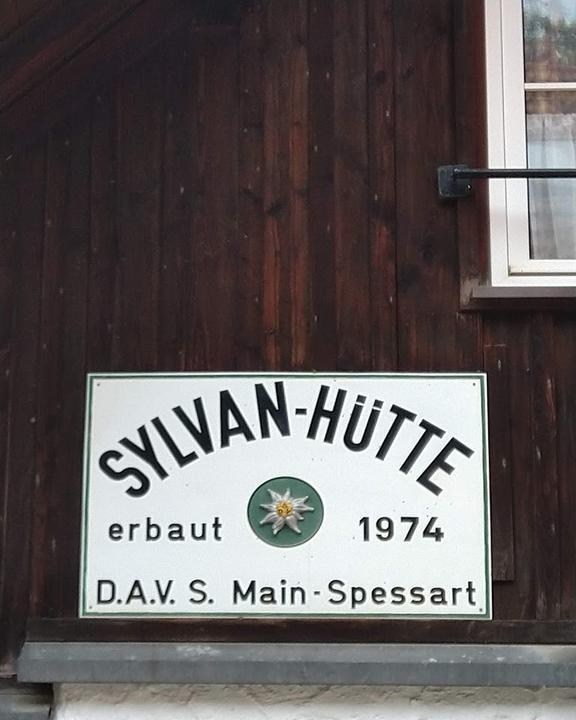 SYLVAN-HÜTTE
erbaut 1974
D.A.V. S. Main-Spessart